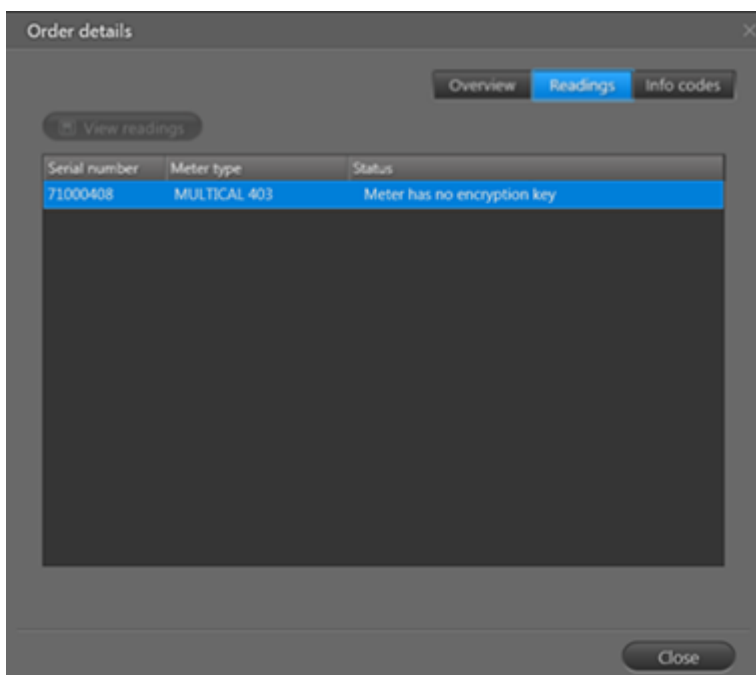 Order details
Overview Readings Info codes
View readings
Serial number Meter type Status
71000408 MULTICAL 403 Meter has no encryption key
Close